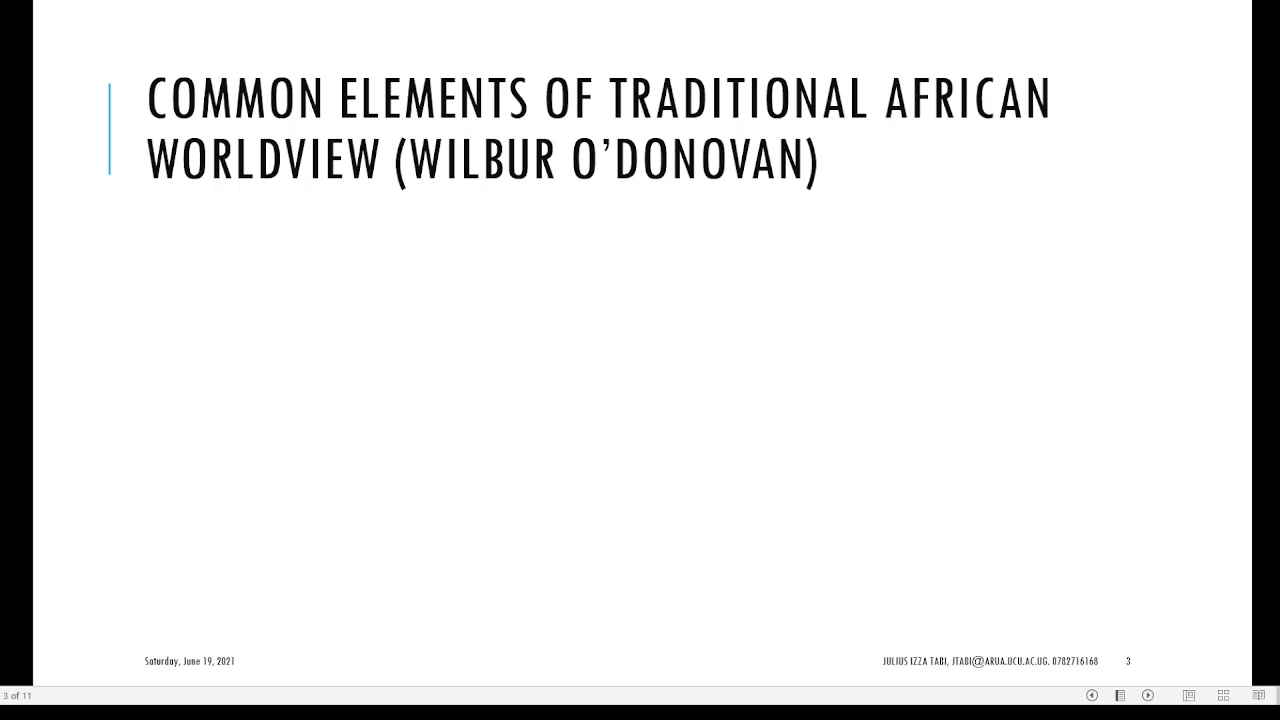 COMMON ELEMENTS OF TRADITIONAL AFRICAN
WORLDVIEW (WILBUR O’DONOVAN)
Saturday, June 19, 2021
JULIUS IZZA TABI, JTABI@ARUA.UCU.AC.UG. 0782716168
3
3 of 11